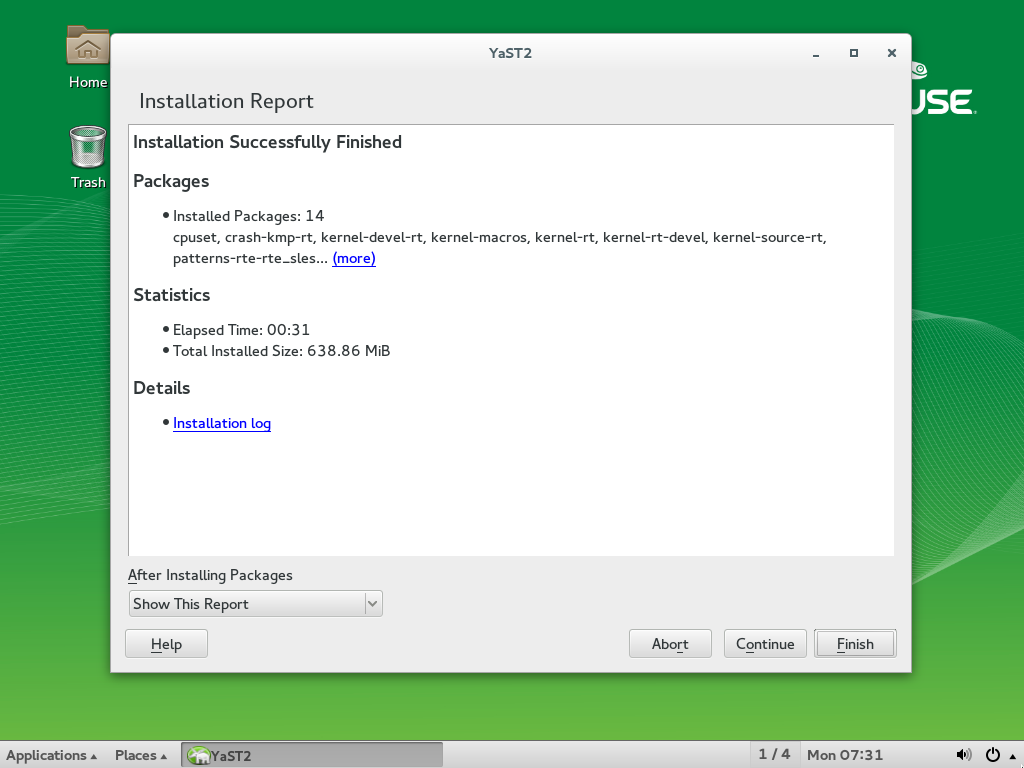 YaST2
Home
USE
Installation Report
Installation Successfully Finished
Trash
Packages
Installed Packages: 14
cpuset, crash-kmp-rt, kernel-devel-rt, kernel-macros, kernel-rt, kernel-rt-devel, kernel-source-rt,
patterns-rte-rte_sles... (more)
Statistics
Elapsed Time: 00:31
Total Installed Size: 638.86 MiB
Details
Installation log
After Installing Packages
Show This Report
Help Abort Continue Finish
Applications Places YaST2 1 / 4 Mon 07:31